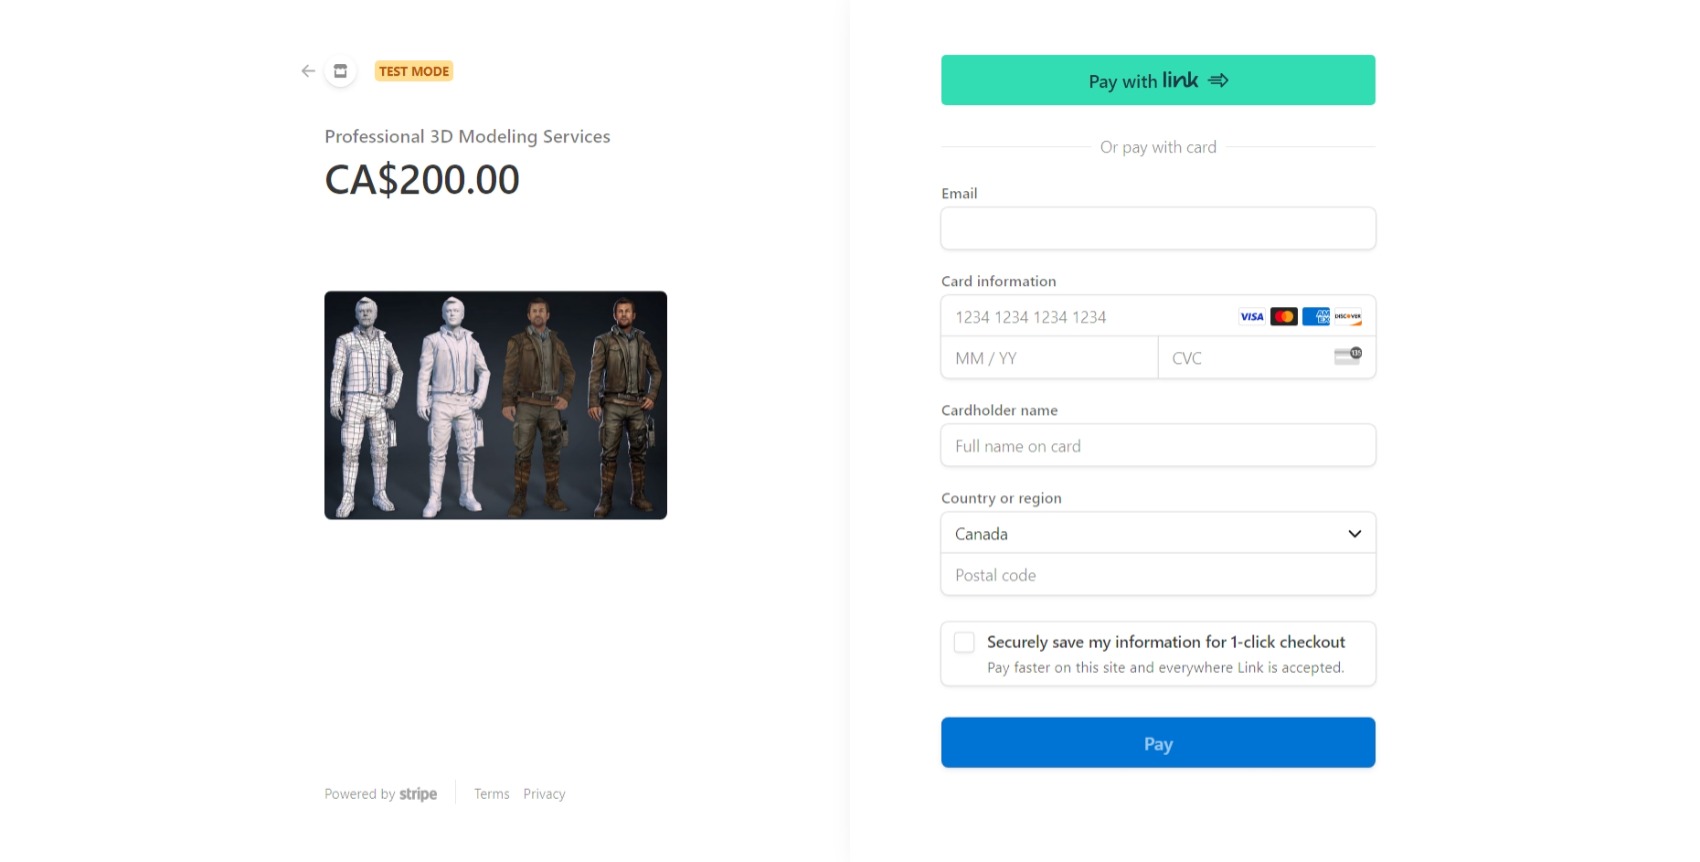 TEST MODE
Professional 3D Modeling Services
CA$200.00
Powered by stripe
Terms
Privacy
Pay with link
Or pay with card
Email
Card information
1234 1234 1234 1234
VISA
AMEX
DISCOVER
MM / YY
CVC
135
Cardholder name
Full name on card
Country or region
Canada
Postal code
Securely save my information for 1-click checkout
Pay faster on this site and everywhere Link is accepted.
Pay